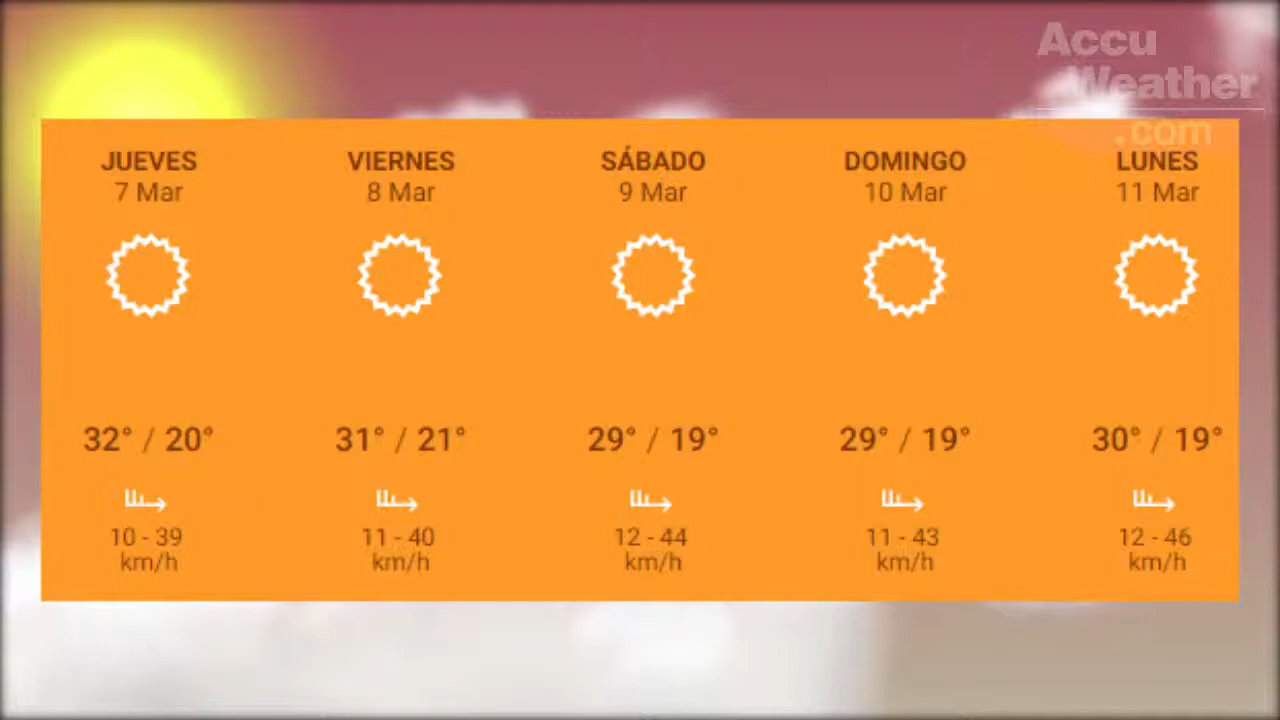 Accu
Weather
.com
JUEVES
7 Mar
32° / 20°
10 - 39
km/h
VIERNES
8 Mar
31° / 21°
11 - 40
km/h
SÁBADO
9 Mar
29° / 19°
12 - 44
km/h
DOMINGO
10 Mar
29° / 19°
11 - 43
km/h
LUNES
11 Mar
30° / 19°
12 - 46
km/h